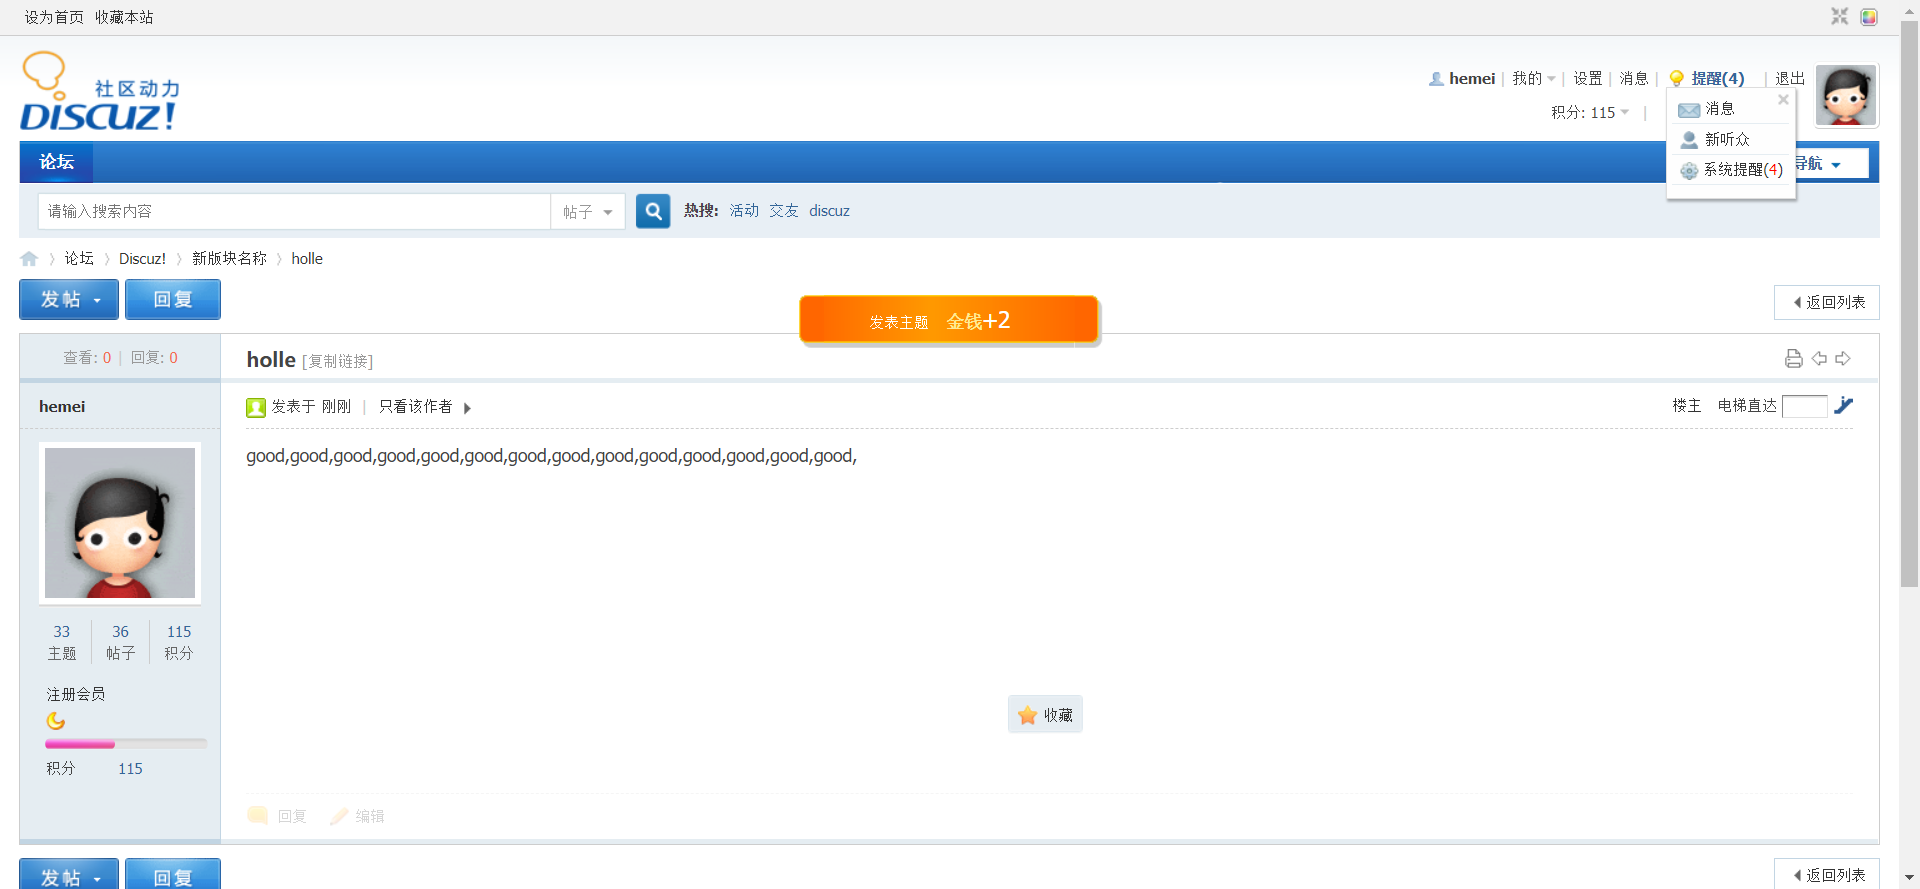 设为首页 收藏本站
社区动力
DISCUZ!
hemei | 我的 | 设置 | 消息 | 提醒(4) | 退出
积分: 115 |
消息
新听众
系统提醒(4)
论坛
导航
请输入搜索内容 帖子 热搜: 活动 交友 discuz
论坛 › Discuz! › 新版块名称 › holle
发帖 回复
返回列表
发表主题 金钱+2
查看: 0 | 回复: 0
holle [复制链接]
hemei
发表于 刚刚 | 只看该作者
楼主 电梯直达
good,good,good,good,good,good,good,good,good,good,good,good,good,good,
33 36 115
主题 帖子 积分
注册会员
积分 115
收藏
回复 编辑
发帖 回复
返回列表